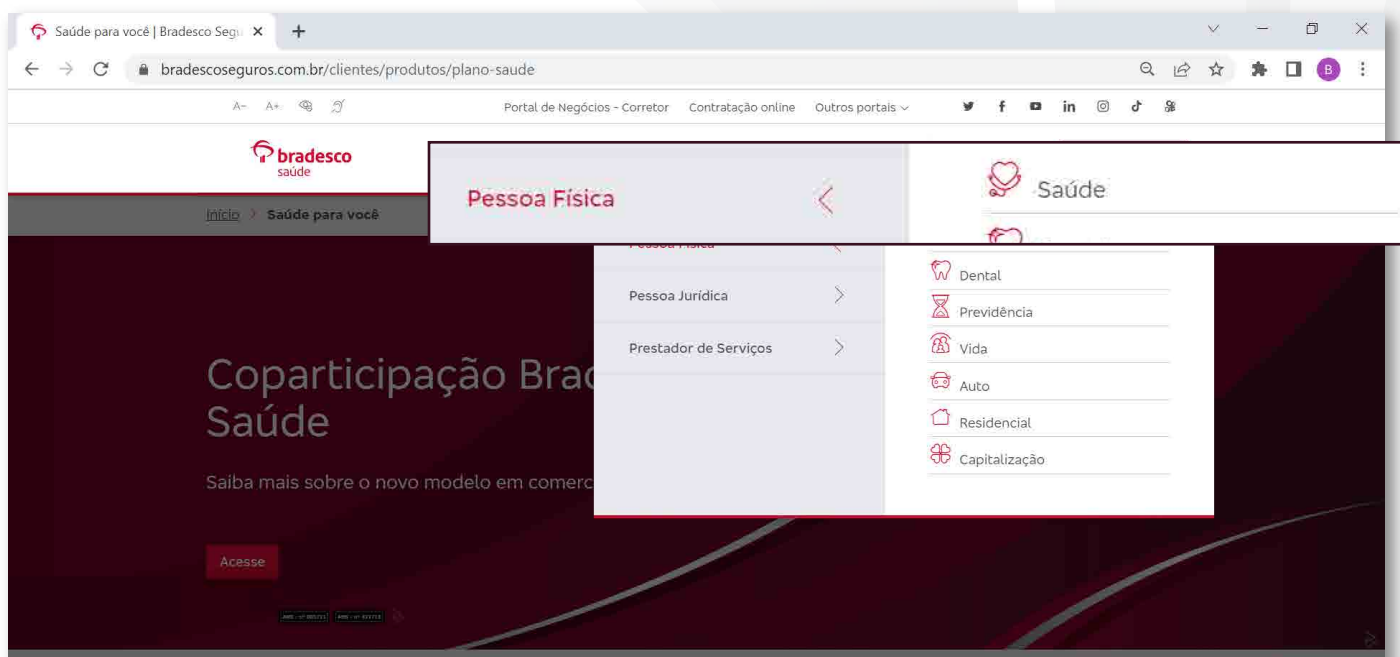 Saúde para você | Bradesco Segu
bradescoseguros.com.br/clientes/produtos/plano-saude
B
A- A+
Portal de Negócios - Corretor Contratação online Outros portais
bradesco
saúde
Pessoa Física
Saúde
Início > Saúde para você
Pessoa Jurídica
Prestador de Serviços
Dental
Previdência
Vida
Auto
Residencial
Capitalização
Coparticipação Brad
Saúde
Saiba mais sobre o novo modelo em comerc
Acesse